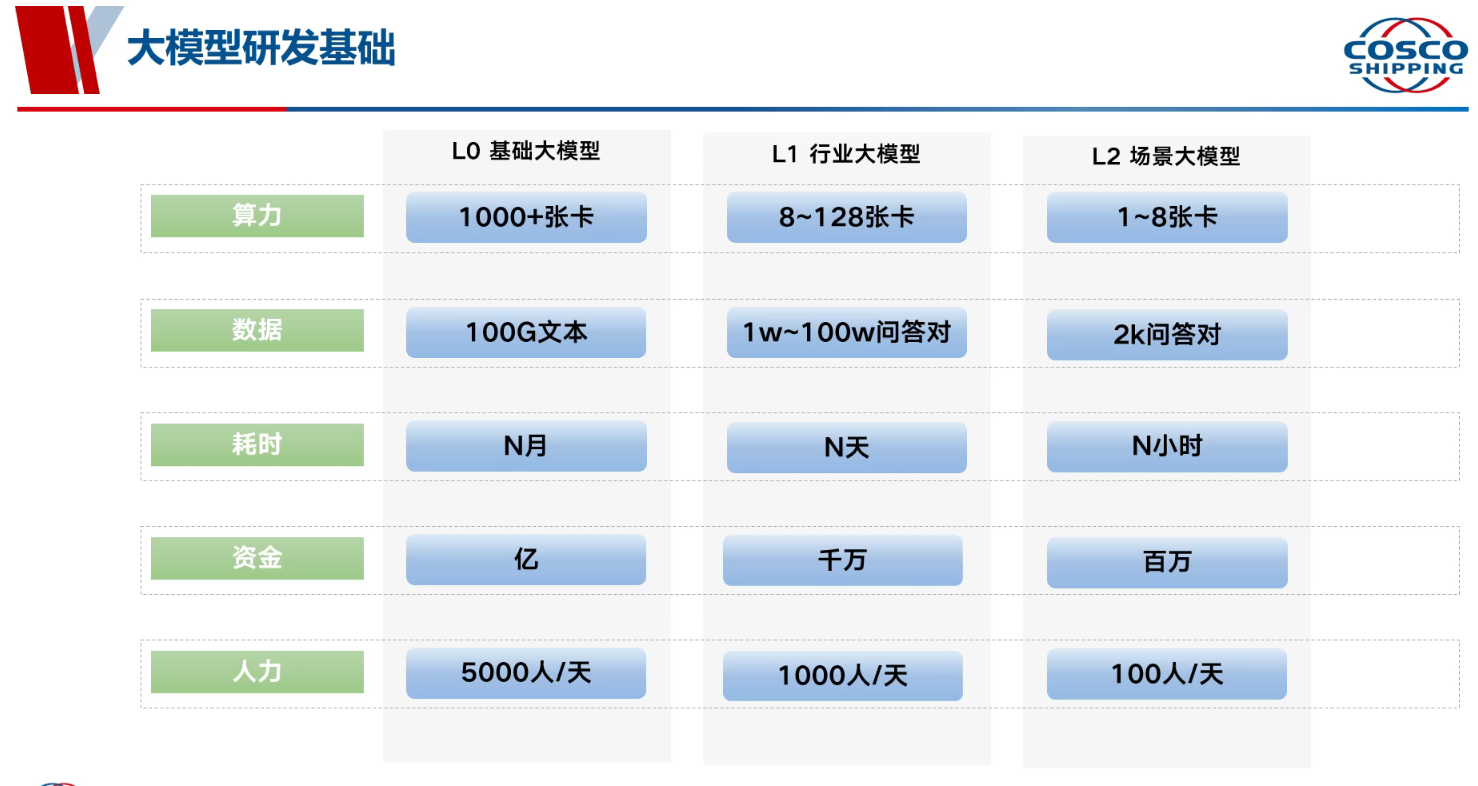 大模型研发基础
COSCO
SHIPPING
L0 基础大模型
L1 行业大模型
L2 场景大模型
算力
1000+张卡
8~128张卡
1~8张卡
数据
100G文本
1w~100w问答对
2k问答对
耗时
N月
N天
N小时
资金
亿
千万
百万
人力
5000人/天
1000人/天
100人/天